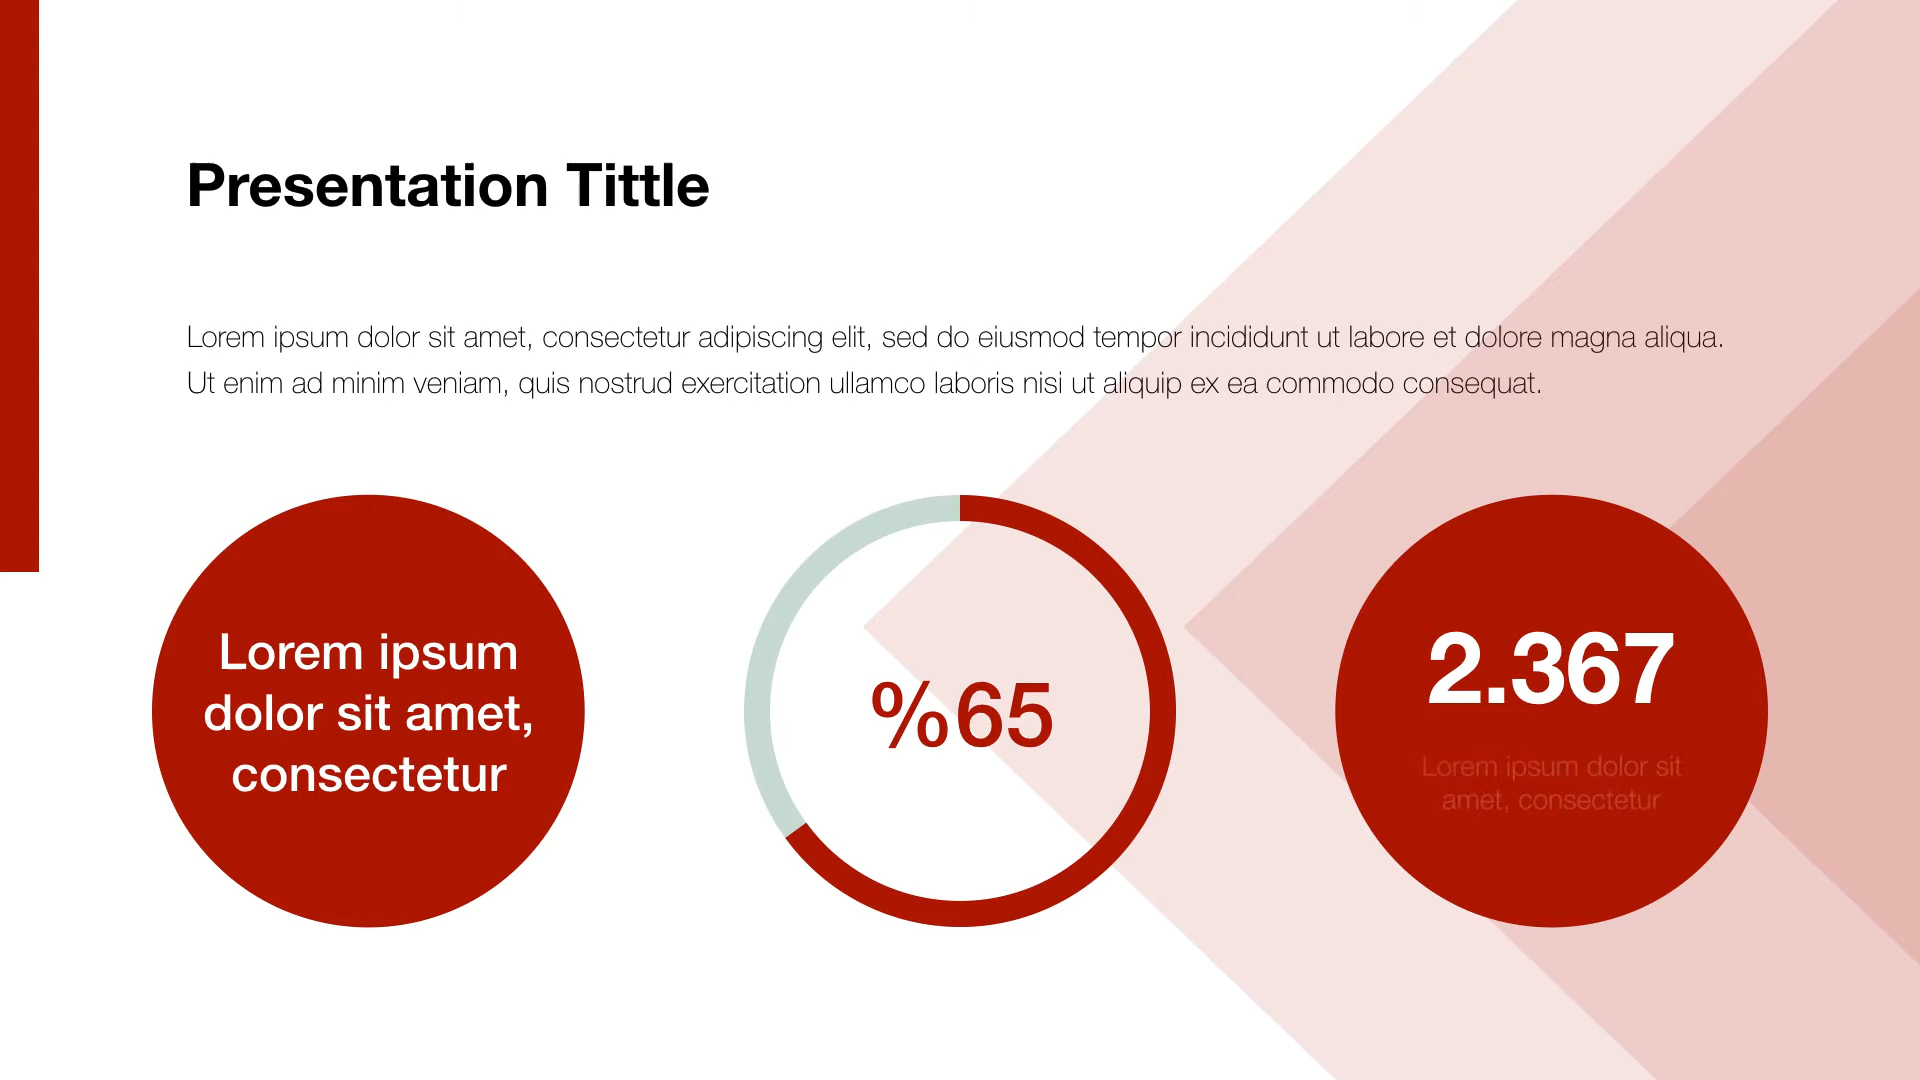 Presentation Tittle
Lorem ipsum dolor sit amet, consectetur adipiscing elit, sed do eiusmod tempor incididunt ut labore et dolore magna aliqua.
Ut enim ad minim veniam, quis nostrud exercitation ullamco laboris nisi ut aliquip ex ea commodo consequat.
Lorem ipsum
dolor sit amet,
consectetur
%65
2.367
Lorem ipsum dolor sit
amet, consectetur